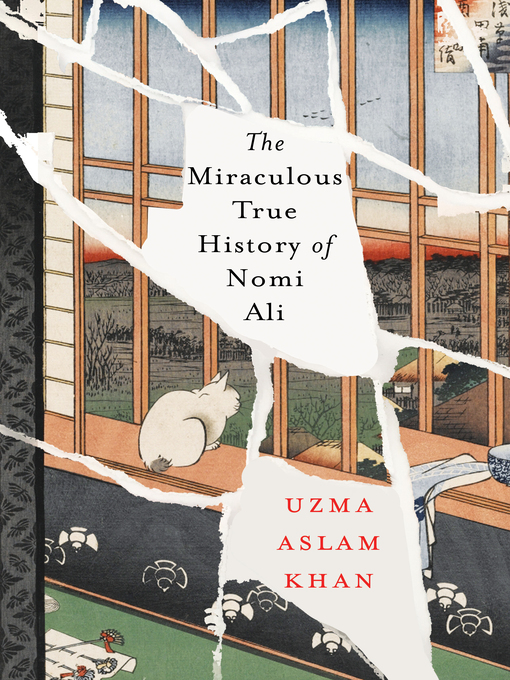 The
Miraculous
True
History of
Nomi
Ali
UZMA
ASLAM
KHAN